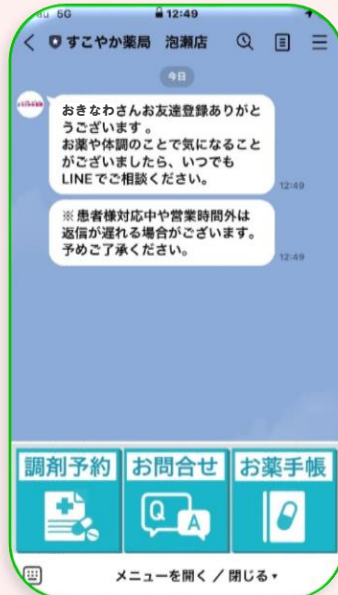 au 5G
12:49
すこやか薬局 泡瀬店
今日
おきなわさんお友達登録ありがと
うございます 。
お薬や体調のことで気になること
がございましたら、いつでも
LINEでご相談ください。
12:49
※ 患者様対応中や営業時間外は
返信が遅れる場合がございます。
予めご了承ください。
12:49
調剤予約
お問合せ
お薬手帳
Q
A
メニューを開く / 閉じる▾